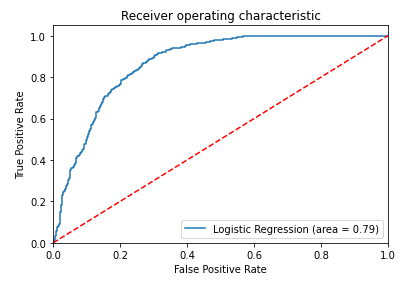 Receiver operating characteristic
True Positive Rate
1.0
0.8
0.6
0.4
0.2
0.0
Logistic Regression (area = 0.79)
0.0 0.2 0.4 0.6 0.8 1.0
False Positive Rate